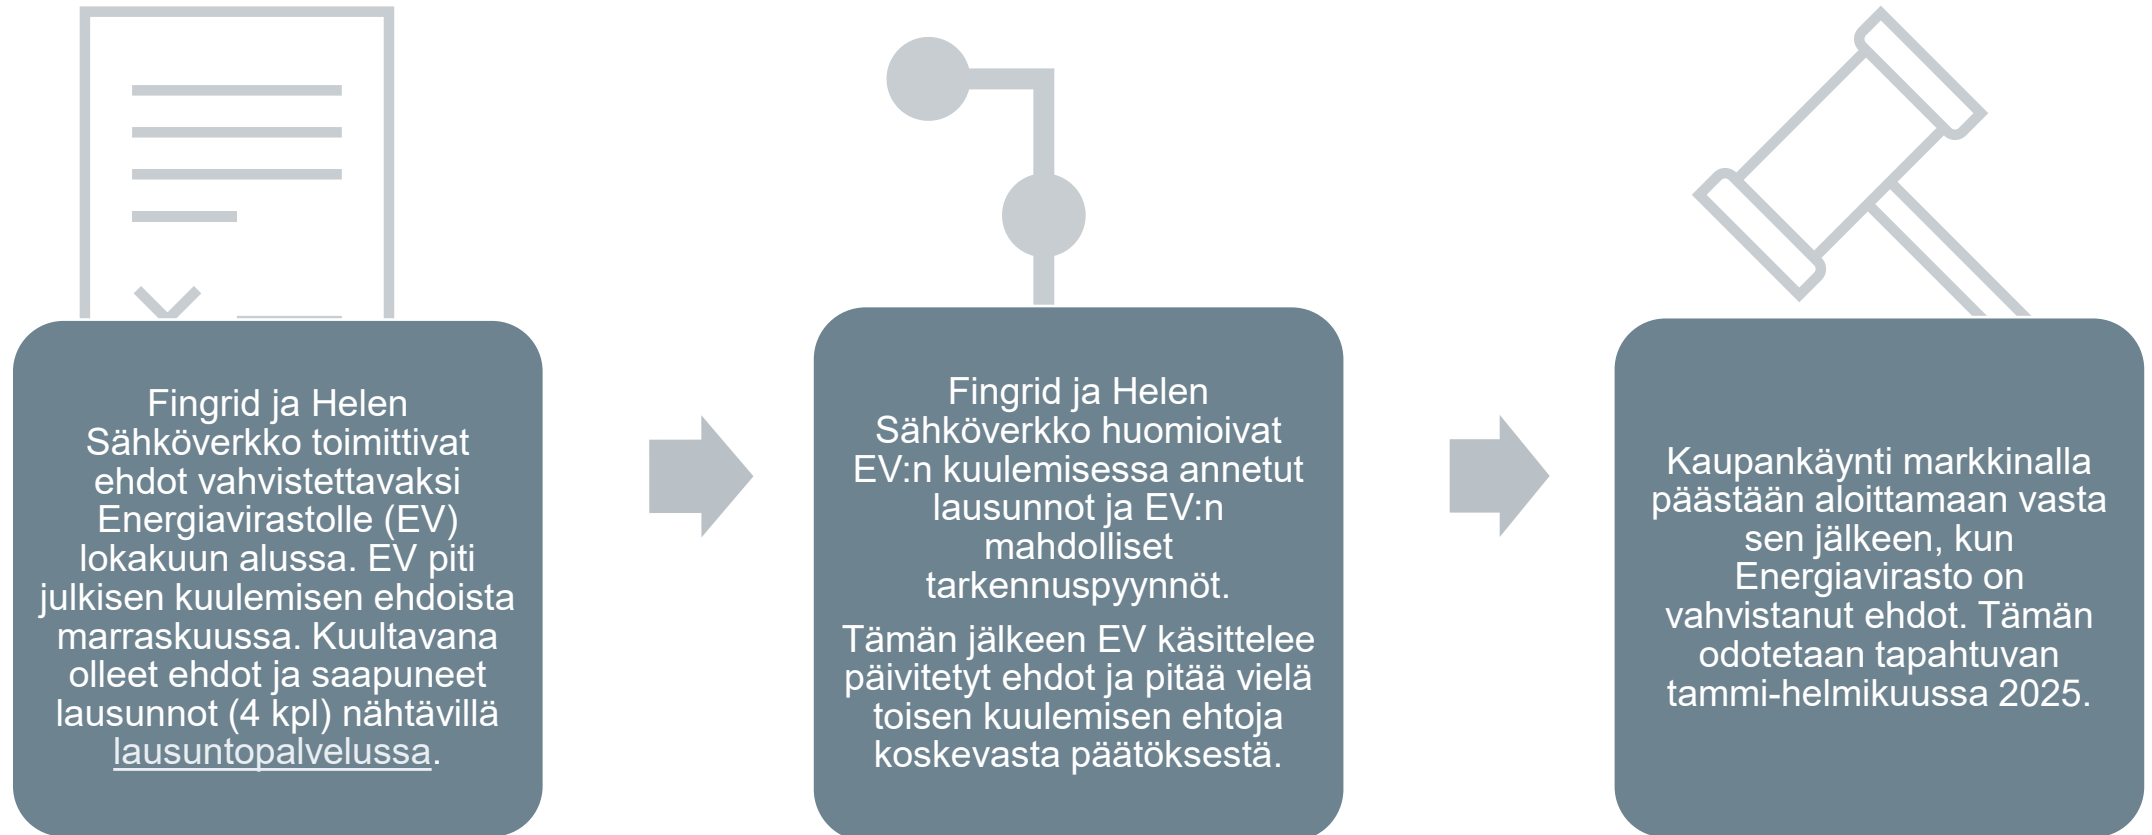 Fingrid ja Helen
Sähköverkko toimittivat
ehdot vahvistettavaksi
Energiavirastolle (EV)
lokakuun alussa. EV piti
julkisen kuulemisen ehdoista
marraskuussa. Kuultavana
olleet ehdot ja saapuneet
lausunnot (4 kpl) nähtävillä
lausuntopalvelussa.
Fingrid ja Helen
Sähköverkko huomioivat
EV:n kuulemisessa annetut
lausunnot ja EV:n
mahdolliset
tarkennuspyynnöt.
Tämän jälkeen EV käsittelee
päivitetyt ehdot ja pitää vielä
toisen kuulemisen ehtoja
koskevasta päätöksestä.
Kaupankäynti markkinalla
päästään aloittamaan vasta
sen jälkeen, kun
Energiavirasto on
vahvistanut ehdot. Tämän
odotetaan tapahtuvan
tammi-helmikuussa 2025.